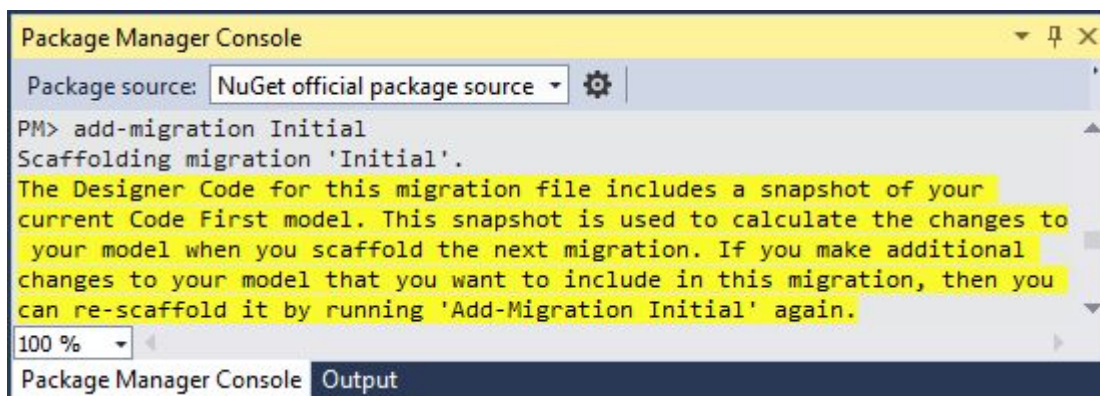 Package Manager Console
Package source: NuGet official package source
PM> add-migration Initial
Scaffolding migration 'Initial'.
The Designer Code for this migration file includes a snapshot of your
current Code First model. This snapshot is used to calculate the changes to
your model when you scaffold the next migration. If you make additional
changes to your model that you want to include in this migration, then you
can re-scaffold it by running 'Add-Migration Initial' again.
100 %
Package Manager Console Output